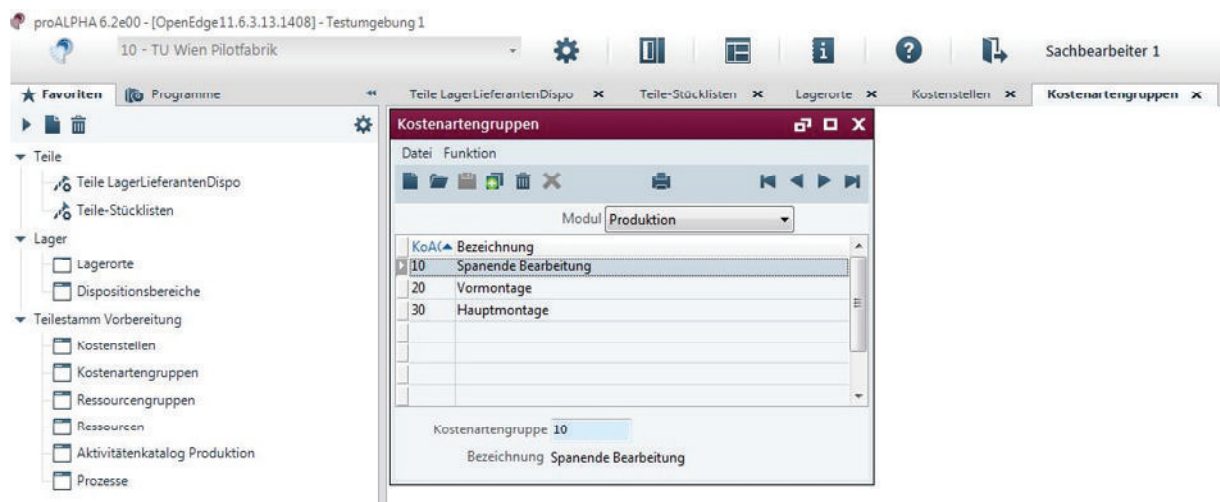 proALPHA 6.2e00 - [OpenEdge11.6.3.13.1408] - Testumgebung 1
10 - TU Wien Pilotfabrik
Sachbearbeiter 1
Favoriten Programme
Teile LagerLieferantenDispo Teile-Stücklisten Lagerorte Kostenstellen Kostenartengruppen
Teile
Teile LagerLieferantenDispo
Teile-Stücklisten
Lager
Lagerorte
Dispositionsbereiche
Teilestamm Vorbereitung
Kostenstellen
Kostenartengruppen
Ressourcengruppen
Ressourcen
Aktivitätenkatalog Produktion
Prozesse
Kostenartengruppen
Datei Funktion
Modul Produktion
KoAG Bezeichnung
10 Spanende Bearbeitung
20 Vormontage
30 Hauptmontage
Kostenartengruppe 10
Bezeichnung Spanende Bearbeitung